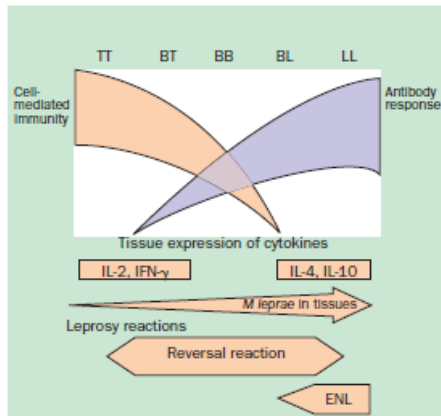 TT BT BB BL LL
Cell-
mediated
immunity
Antibody
response
Tissue expression of cytokines
IL-2, IFN-γ IL-4, IL-10
M leprae in tissues
Leprosy reactions
Reversal reaction
ENL